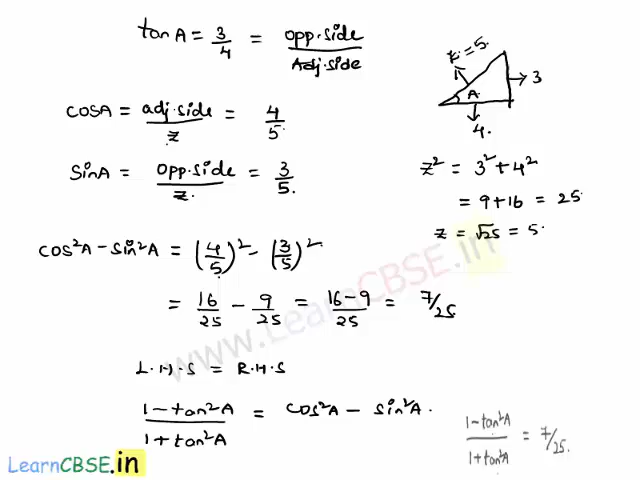 tan A = 3/4 = opp.side / Adj.side
z = 5.
3
A
4.
cos A = adj.side / z = 4/5
sin A = opp.side / z. = 3/5.
z² = 3² + 4²
= 9 + 16 = 25
z = √25 = 5.
cos²A - sin²A = (4/5)² - (3/5)²
= 16/25 - 9/25 = 16-9/25 = 7/25
L.H.S = R.H.S
1 - tan²A / 1 + tan²A = cos²A - sin²A.
1 - tan²A / 1 + tan²A = 7/25.
www.LearnCBSE.in
LearnCBSE.in